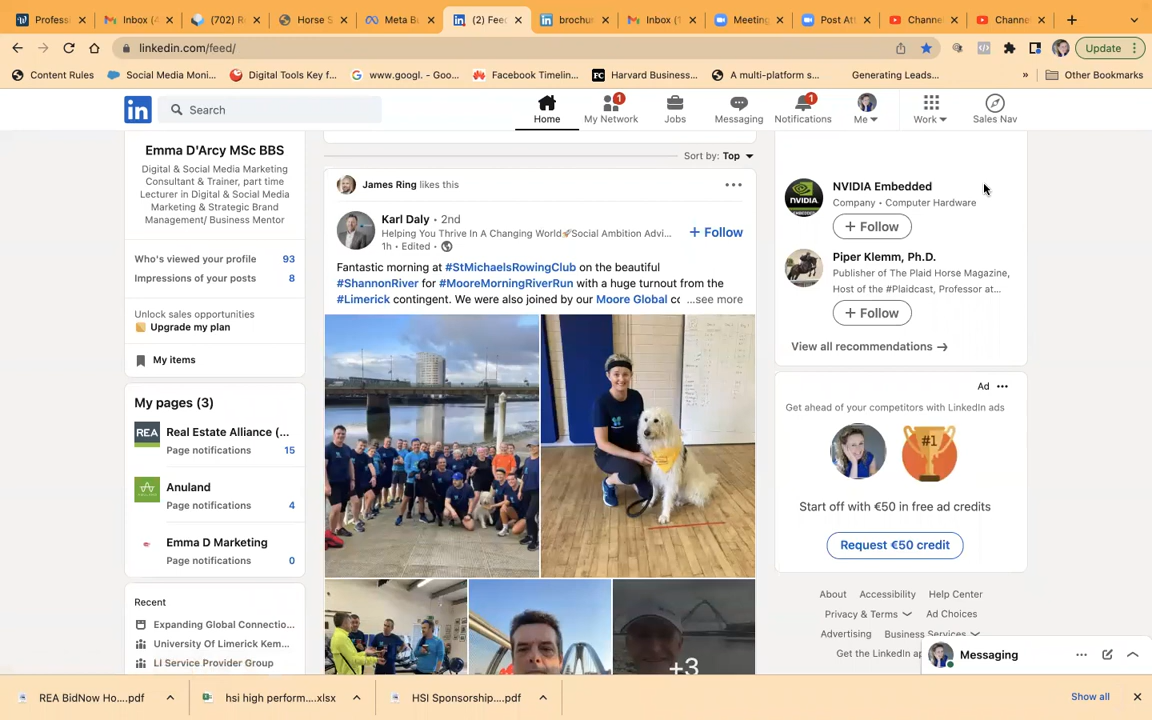 Profess
Inbox (4
(702) R
Horse S
Meta B
(2) Fee
brochu
Inbox (1
Meeting
Post At
Channe
Channe
linkedin.com/feed/
Update
Content Rules
Social Media Moni...
Digital Tools Key f...
www.googl. - Goo...
Facebook Timelin...
Harvard Business...
A multi-platform s...
Generating Leads...
»
Other Bookmarks
in
Search
Home
1
My Network
Jobs
Messaging
1
Notifications
Me
Work
Sales Nav
Emma D'Arcy MSc BBS
Digital & Social Media Marketing
Consultant & Trainer, part time
Lecturer in Digital & Social Media
Marketing & Strategic Brand
Management/ Business Mentor
Who's viewed your profile 93
Impressions of your posts 8
Unlock sales opportunities
Upgrade my plan
My items
My pages (3)
REA
Real Estate Alliance (...
Page notifications 15
Anuland
Page notifications 4
Emma D Marketing
Page notifications 0
Recent
Expanding Global Connectio...
University Of Limerick Kem...
LI Service Provider Group
Sort by: Top
James Ring likes this
Karl Daly • 2nd
Helping You Thrive In A Changing World🚀Social Ambition Advi...
1h • Edited •
+ Follow
Fantastic morning at #StMichaelsRowingClub on the beautiful
#ShannonRiver for #MooreMorningRiverRun with a huge turnout from the
#Limerick contingent. We were also joined by our Moore Global cc ...see more
+3
NVIDIA
NVIDIA Embedded
Company • Computer Hardware
+ Follow
Piper Klemm, Ph.D.
Publisher of The Plaid Horse Magazine,
Host of the #Plaidcast, Professor at...
+ Follow
View all recommendations →
Ad
Get ahead of your competitors with LinkedIn ads
#1
Start off with €50 in free ad credits
Request €50 credit
About Accessibility Help Center
Privacy & Terms Ad Choices
Advertising Business Services
Get the LinkedIn ap
Messaging
REA BidNow Ho....pdf
hsi high perform....xlsx
HSI Sponsorship....pdf
Show all